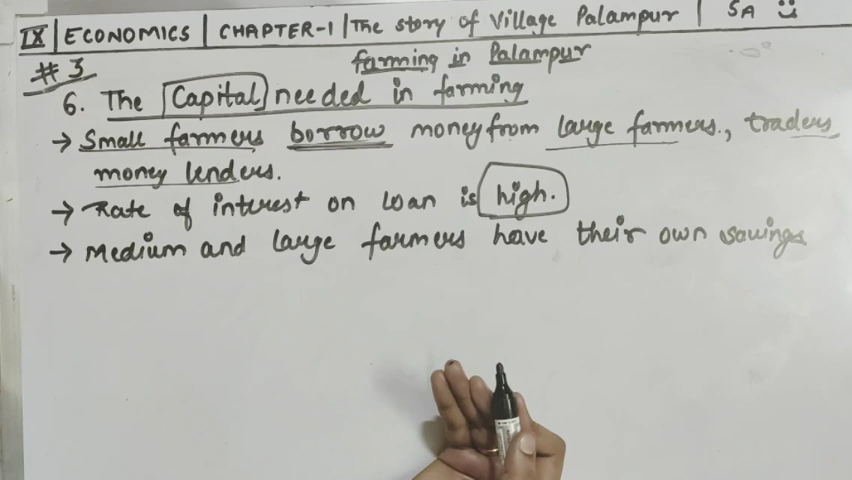 IX | ECONOMICS | CHAPTER-1 | The story of Village Palampur | SA
#3 farming in Palampur
6. The Capital needed in farming
→ Small farmers borrow money from large farmers, traders,
money lenders.
→ Rate of interest on loan is high.
→ Medium and large farmers have their own savings